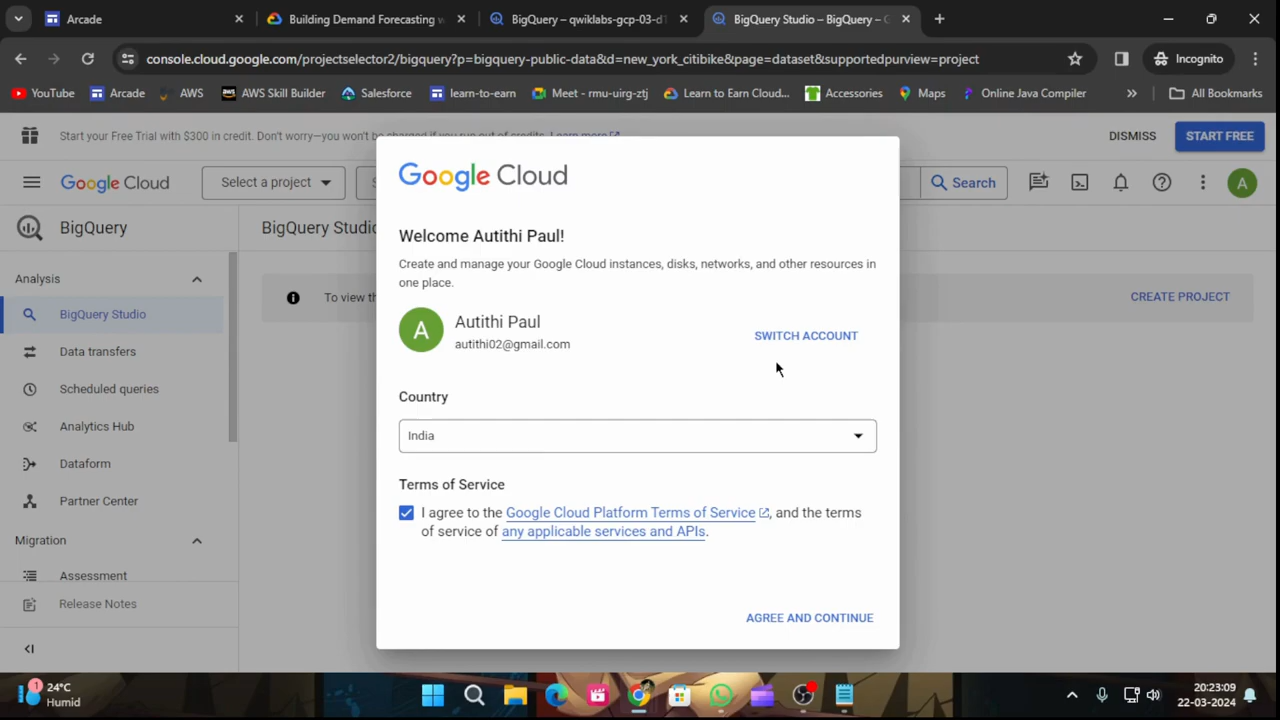 Arcade
Building Demand Forecasting w
BigQuery – qwiklabs-gcp-03-d1
BigQuery Studio – BigQuery – G
console.cloud.google.com/projectselector2/bigquery?p=bigquery-public-data&d=new_york_citibike&page=dataset&supportedpurview=project
Incognito
YouTube
Arcade
AWS
AWS Skill Builder
Salesforce
learn-to-earn
Meet - rmu-uirg-ztj
Learn to Earn Cloud...
Accessories
Maps
Online Java Compiler
All Bookmarks
Start your Free Trial with $300 in credit. Don't worry—you won't be charged if you run out of credits. Learn more
DISMISS
START FREE
Google Cloud
Select a project
Search
A
BigQuery
BigQuery Studio
Analysis
BigQuery Studio
Data transfers
Scheduled queries
Analytics Hub
Dataform
Partner Center
Migration
Assessment
Release Notes
To view th
CREATE PROJECT
Google Cloud
Welcome Autithi Paul!
Create and manage your Google Cloud instances, disks, networks, and other resources in
one place.
A
Autithi Paul
autithi02@gmail.com
SWITCH ACCOUNT
Country
India
Terms of Service
I agree to the Google Cloud Platform Terms of Service, and the terms
of service of any applicable services and APIs.
AGREE AND CONTINUE
1
24°C
Humid
20:23:09
22-03-2024